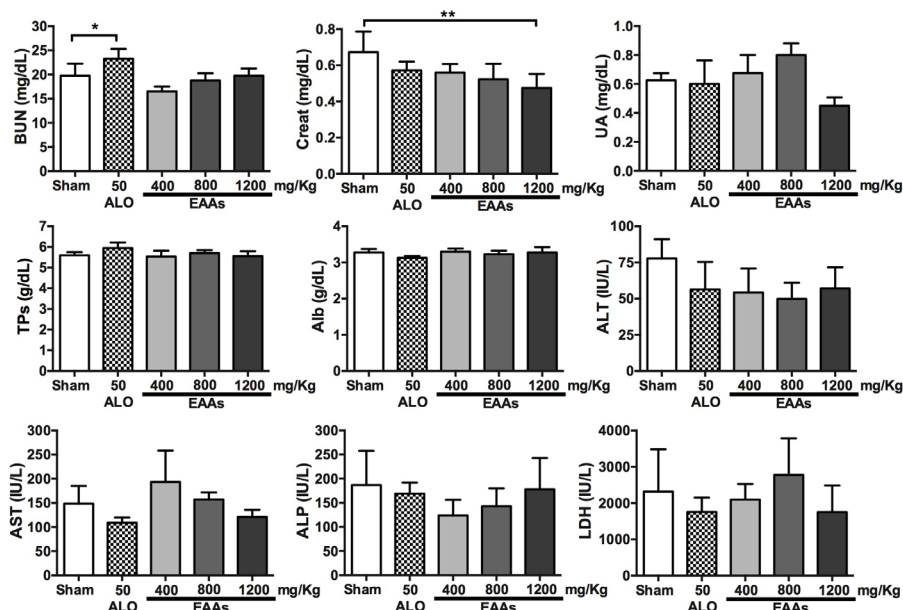 *
BUN (mg/dL)
30
25
20
15
10
5
0
Sham 50 400 800 1200 mg/Kg
ALO EAAs
**
Creat (mg/dL)
0.8
0.6
0.4
0.2
0.0
Sham 50 400 800 1200 mg/Kg
ALO EAAs
UA (mg/dL)
1.0
0.8
0.6
0.4
0.2
0.0
Sham 50 400 800 1200 mg/Kg
ALO EAAs
TPs (g/dL)
7
6
5
4
3
2
1
0
Sham 50 400 800 1200 mg/Kg
ALO EAAs
Alb (g/dL)
4
3
2
1
0
Sham 50 400 800 1200 mg/Kg
ALO EAAs
ALT (IU/L)
100
75
50
25
0
Sham 50 400 800 1200 mg/Kg
ALO EAAs
AST (IU/L)
300
250
200
150
100
50
0
Sham 50 400 800 1200 mg/Kg
ALO EAAs
ALP (IU/L)
300
250
200
150
100
50
0
Sham 50 400 800 1200 mg/Kg
ALO EAAs
LDH (IU/L)
4000
3000
2000
1000
0
Sham 50 400 800 1200 mg/Kg
ALO EAAs